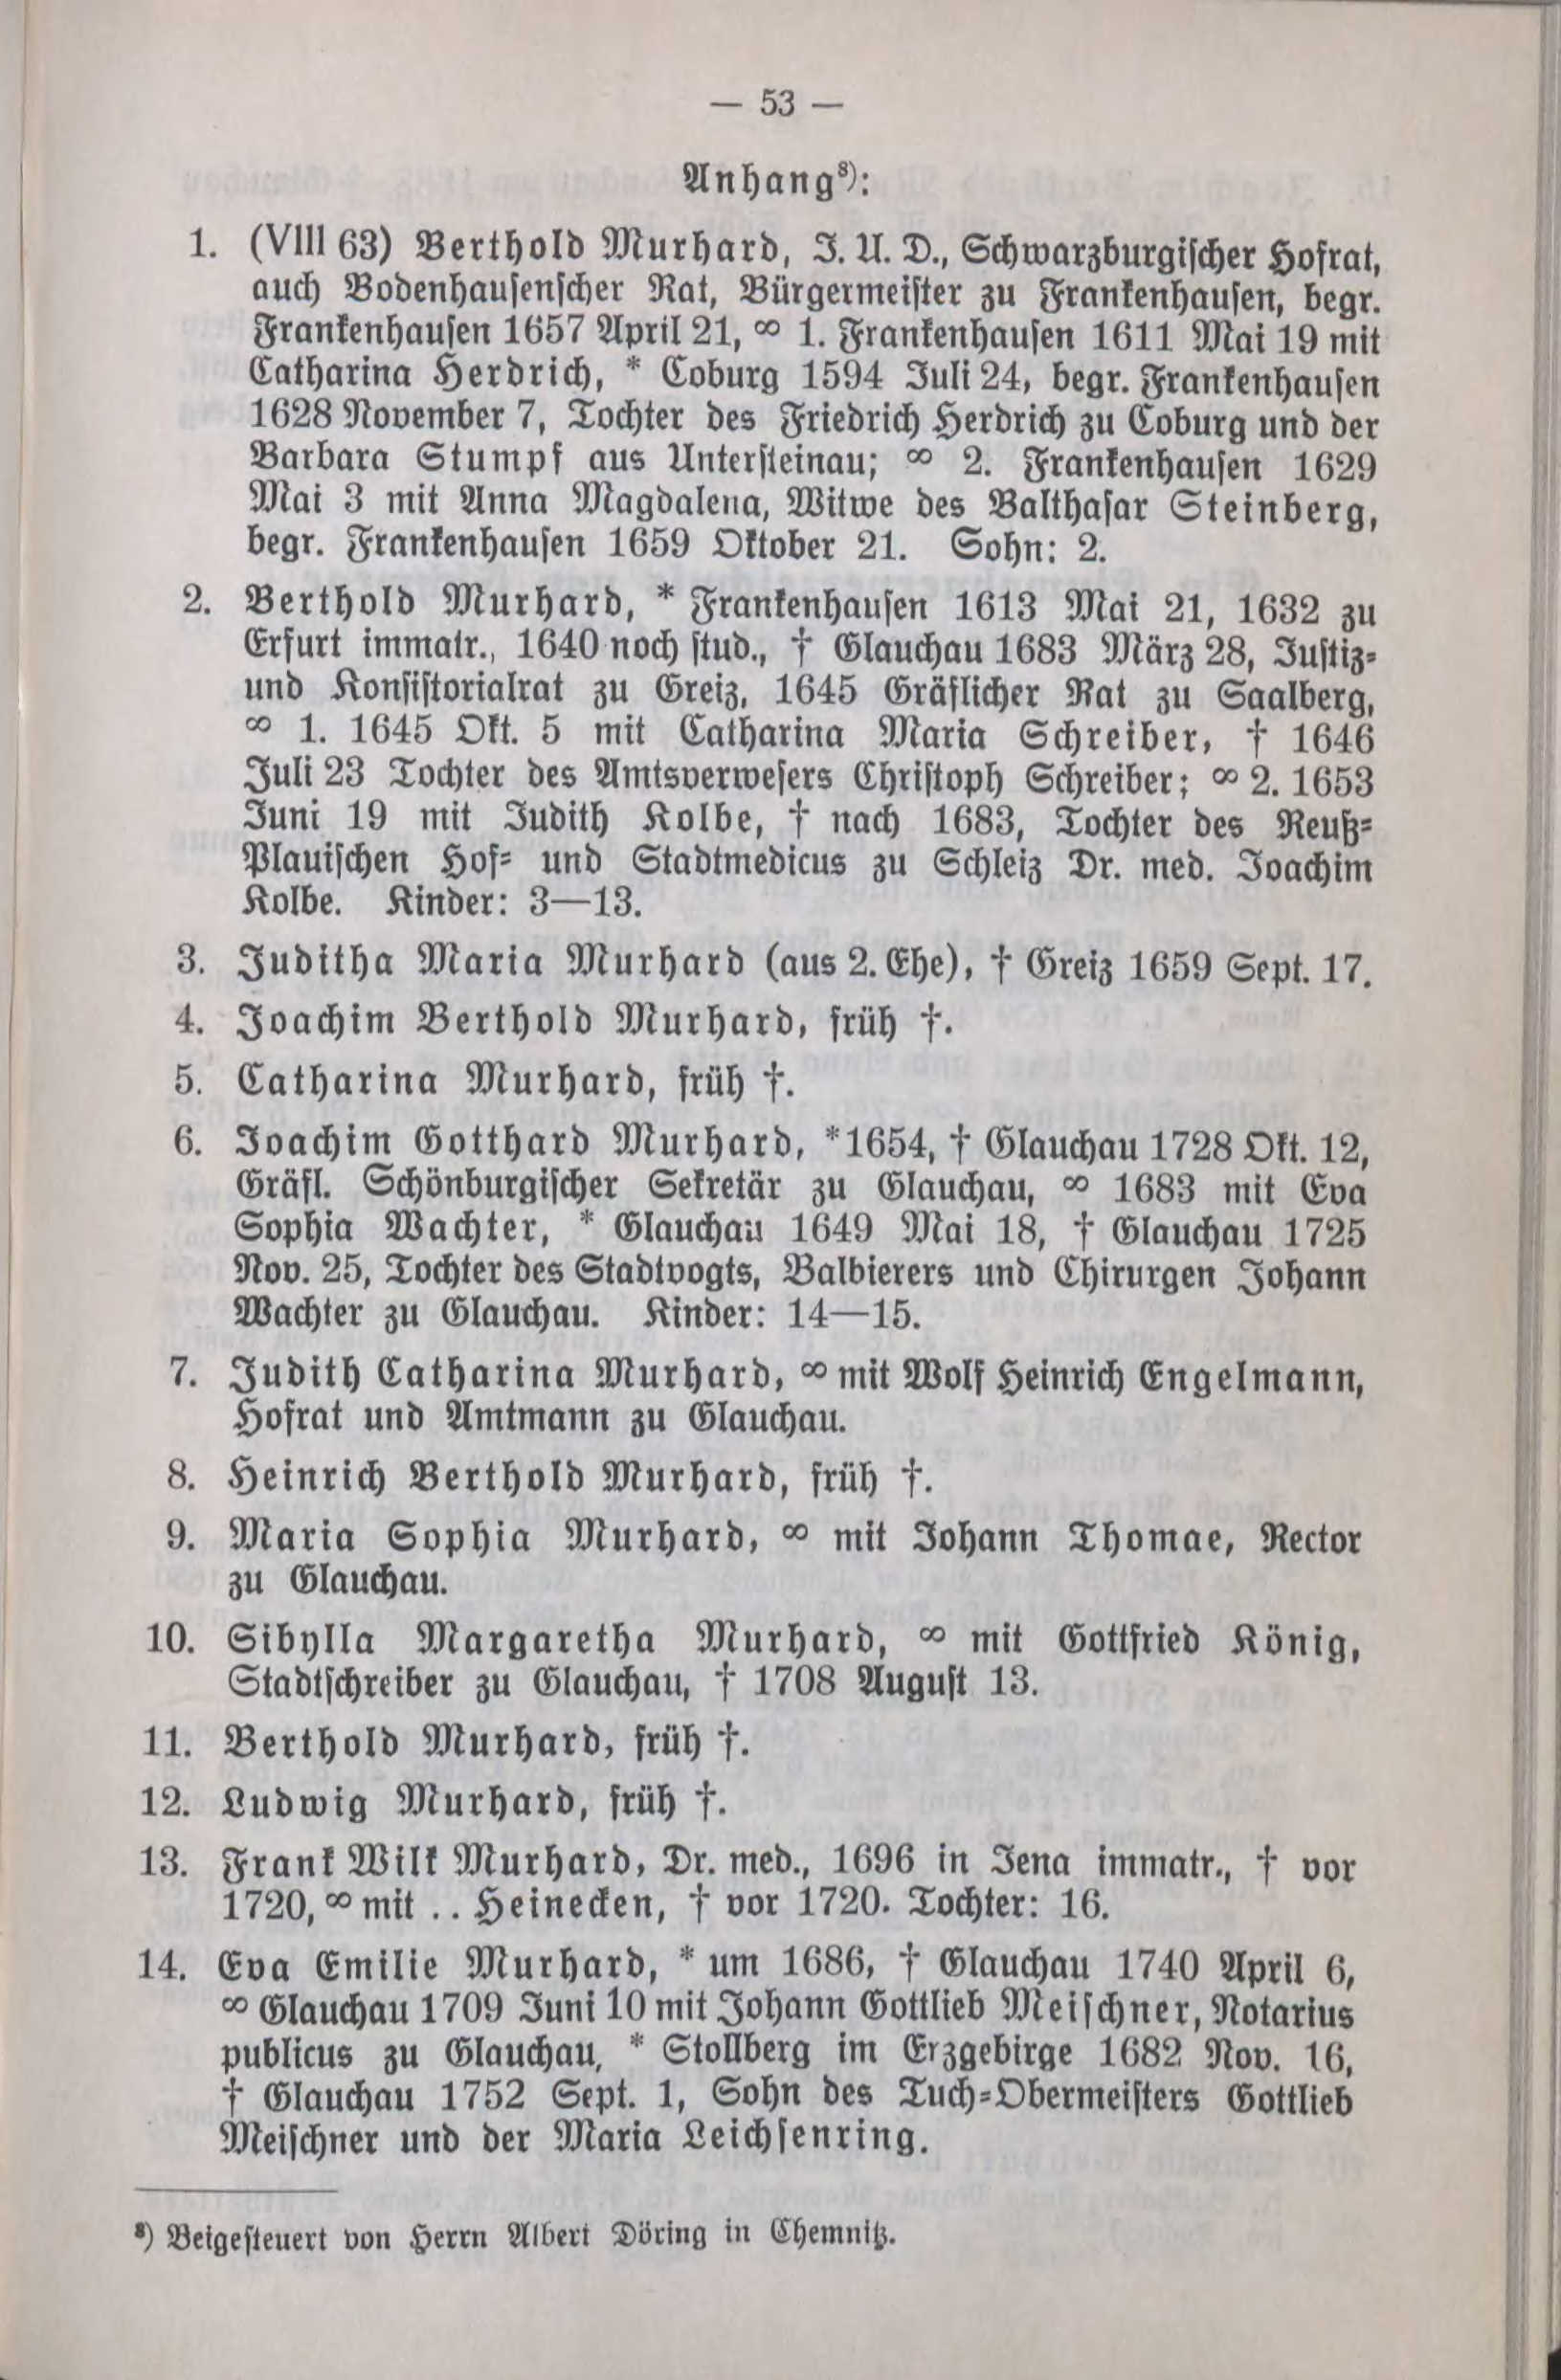 — 53 —
Anhang⁸):
1. (VIII 63) Berthold Murhard, J. U. D., Schwarzburgischer Hofrat,
auch Bodenhausenscher Rat, Bürgermeister zu Frankenhausen, begr.
Frankenhausen 1657 April 21, ∞ 1. Frankenhausen 1611 Mai 19 mit
Catharina Herdrich, * Coburg 1594 Juli 24, begr. Frankenhausen
1628 November 7, Tochter des Friedrich Herdrich zu Coburg und der
Barbara Stumpf aus Untersteinau; ∞ 2. Frankenhausen 1629
Mai 3 mit Anna Magdalena, Witwe des Balthasar Steinberg,
begr. Frankenhausen 1659 Oktober 21. Sohn: 2.
2. Berthold Murhard, * Frankenhausen 1613 Mai 21, 1632 zu
Erfurt immatr., 1640 noch stud., † Glauchau 1683 März 28, Justiz-
und Konsistorialrat zu Greiz, 1645 Gräflicher Rat zu Saalberg,
∞ 1. 1645 Okt. 5 mit Catharina Maria Schreiber, † 1646
Juli 23 Tochter des Amtsverwesers Christoph Schreiber; ∞ 2. 1653
Juni 19 mit Judith Kolbe, † nach 1683, Tochter des Reuß-
Plauischen Hof- und Stadtmedicus zu Schleiz Dr. med. Joachim
Kolbe. Kinder: 3—13.
3. Juditha Maria Murhard (aus 2. Ehe), † Greiz 1659 Sept. 17.
4. Joachim Berthold Murhard, früh †.
5. Catharina Murhard, früh †.
6. Joachim Gotthard Murhard, *1654, † Glauchau 1728 Okt. 12,
Gräfl. Schönburgischer Sekretär zu Glauchau, ∞ 1683 mit Eva
Sophia Wachter, * Glauchau 1649 Mai 18, † Glauchau 1725
Nov. 25, Tochter des Stadtvogts, Balbierers und Chirurgen Johann
Wachter zu Glauchau. Kinder: 14—15.
7. Judith Catharina Murhard, ∞ mit Wolf Heinrich Engelmann,
Hofrat und Amtmann zu Glauchau.
8. Heinrich Berthold Murhard, früh †.
9. Maria Sophia Murhard, ∞ mit Johann Thomae, Rector
zu Glauchau.
10. Sibylla Margaretha Murhard, ∞ mit Gottfried König,
Stadtschreiber zu Glauchau, † 1708 August 13.
11. Berthold Murhard, früh †.
12. Ludwig Murhard, früh †.
13. Frank Wilk Murhard, Dr. med., 1696 in Jena immatr., † vor
1720, ∞ mit .. Heinecken, † vor 1720. Tochter: 16.
14. Eva Emilie Murhard, * um 1686, † Glauchau 1740 April 6,
∞ Glauchau 1709 Juni 10 mit Johann Gottlieb Meischner, Notarius
publicus zu Glauchau, * Stollberg im Erzgebirge 1682 Nov. 16,
† Glauchau 1752 Sept. 1, Sohn des Tuch-Obermeisters Gottlieb
Meischner und der Maria Leichsenring.
⁸) Beigesteuert von Herrn Albert Döring in Chemnitz.